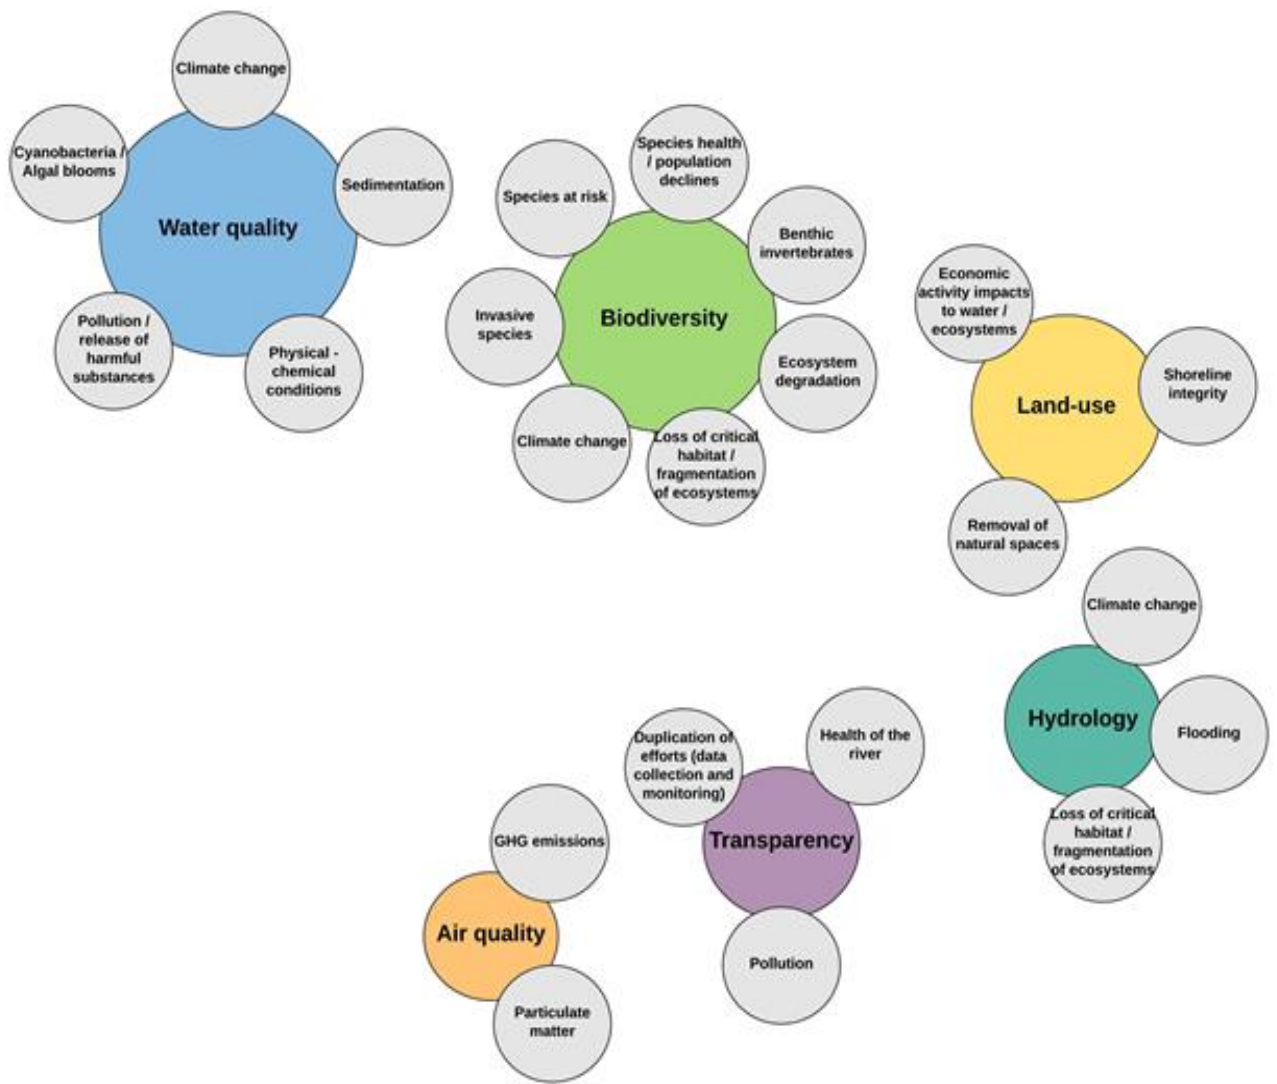 Climate change
Cyanobacteria /
Algal blooms
Sedimentation
Water quality
Pollution /
release of
harmful
substances
Physical -
chemical
conditions
Species health
/ population
declines
Species at risk
Benthic
invertebrates
Invasive
species
Biodiversity
Ecosystem
degradation
Climate change
Loss of critical
habitat /
fragmentation
of ecosystems
Economic
activity impacts
to water /
ecosystems
Shoreline
integrity
Land-use
Removal of
natural spaces
Climate change
Hydrology
Flooding
Loss of critical
habitat /
fragmentation
of ecosystems
Duplication of
efforts (data
collection and
monitoring)
Health of the
river
Transparency
Pollution
GHG emissions
Air quality
Particulate
matter